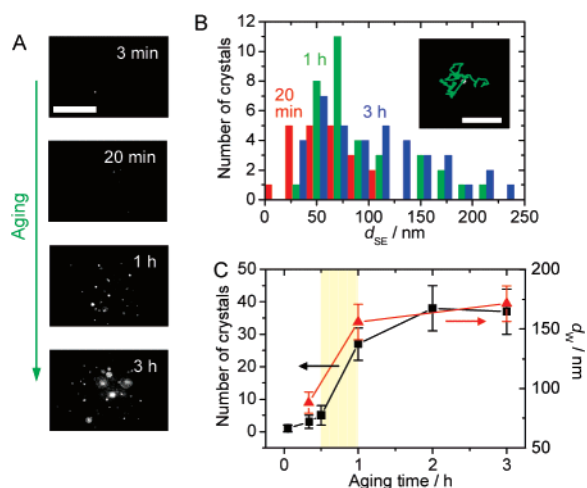 A
3 min
20 min
1 h
3 h
Aging
B
12
10
8
6
4
2
0
Number of crystals
20 min
1 h
3 h
0 50 100 150 200 250
d_SE / nm
C
50
40
30
20
10
0
Number of crystals
200
150
100
50
d_W / nm
0 1 2 3
Aging time / h